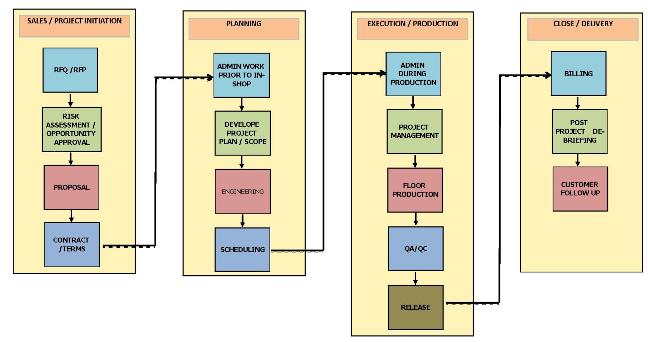 SALES / PROJECT INITIATION
RFQ /RFP
RISK
ASSESSMENT /
OPPORTUNITY
APPROVAL
PROPOSAL
CONTRACT
/TERMS
PLANNING
ADMIN WORK
PRIOR TO IN-
SHOP
DEVELOPE
PROJECT
PLAN / SCOPE
ENGINEERING
SCHEDULING
EXECUTION / PRODUCTION
ADMIN
DURING
PRODUCTION
PROJECT
MANAGEMENT
FLOOR
PRODUCTION
QA/QC
RELEASE
CLOSE / DELIVERY
BILLING
POST
PROJECT DE-
BRIEFING
CUSTOMER
FOLLOW UP